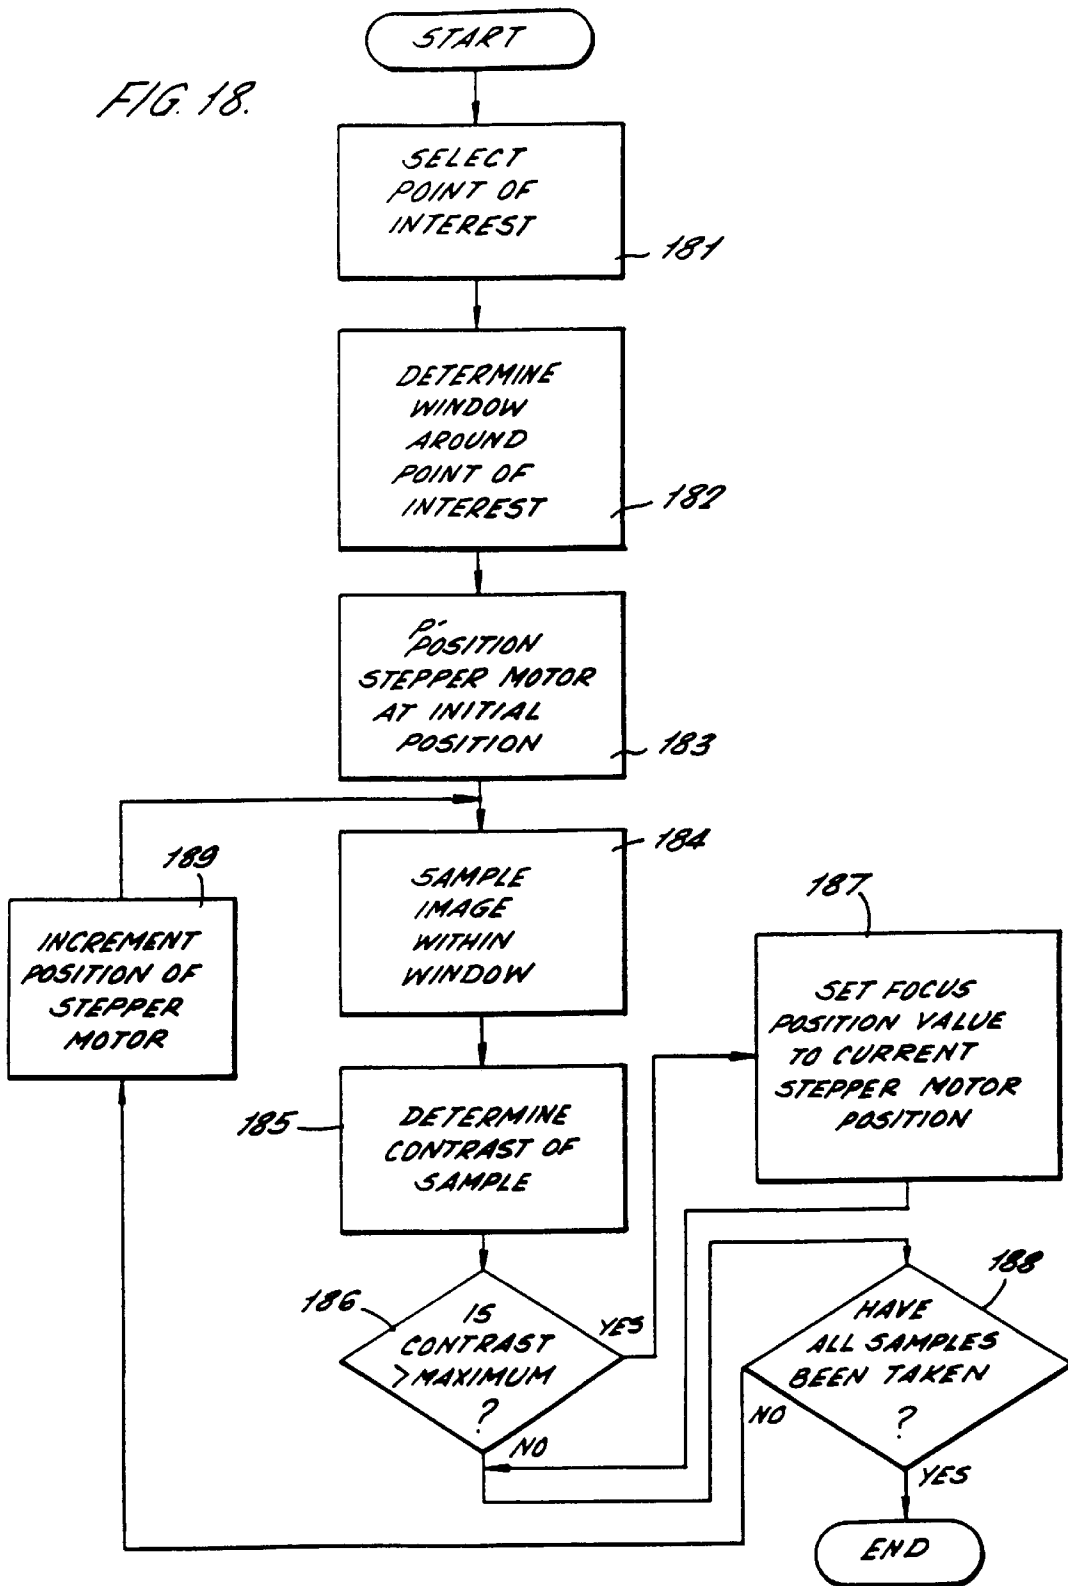 START
FIG. 18.
SELECT
POINT OF
INTEREST
181
DETERMINE
WINDOW
AROUND
POINT OF
INTEREST
182
P-
POSITION
STEPPER MOTOR
AT INITIAL
POSITION
183
184
SAMPLE
IMAGE
WITHIN
WINDOW
189
INCREMENT
POSITION OF
STEPPER
MOTOR
187
SET FOCUS
POSITION VALUE
TO CURRENT
STEPPER MOTOR
POSITION
185
DETERMINE
CONTRAST OF
SAMPLE
186
IS
CONTRAST
>MAXIMUM
?
YES
NO
188
HAVE
ALL SAMPLES
BEEN TAKEN
?
NO
YES
END